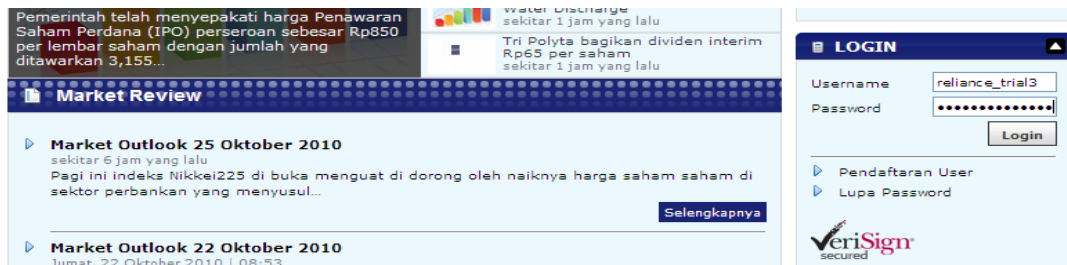 Pemerintah telah menyepakati harga Penawaran
Saham Perdana (IPO) perseroan sebesar Rp850
per lembar saham dengan jumlah yang
ditawarkan 3,155...
Water Discharge
sekitar 1 jam yang lalu
Tri Polyta bagikan dividen interim
Rp65 per saham
sekitar 1 jam yang lalu
Market Review
Market Outlook 25 Oktober 2010
sekitar 6 jam yang lalu
Pagi ini indeks Nikkei225 di buka menguat di dorong oleh naiknya harga saham saham di
sektor perbankan yang menyusul...
Selengkapnya
Market Outlook 22 Oktober 2010
Jumat, 22 Oktober 2010 | 08:53
LOGIN
Username reliance_trial3
Password ••••••••••••••
Login
Pendaftaran User
Lupa Password
VeriSign
secured